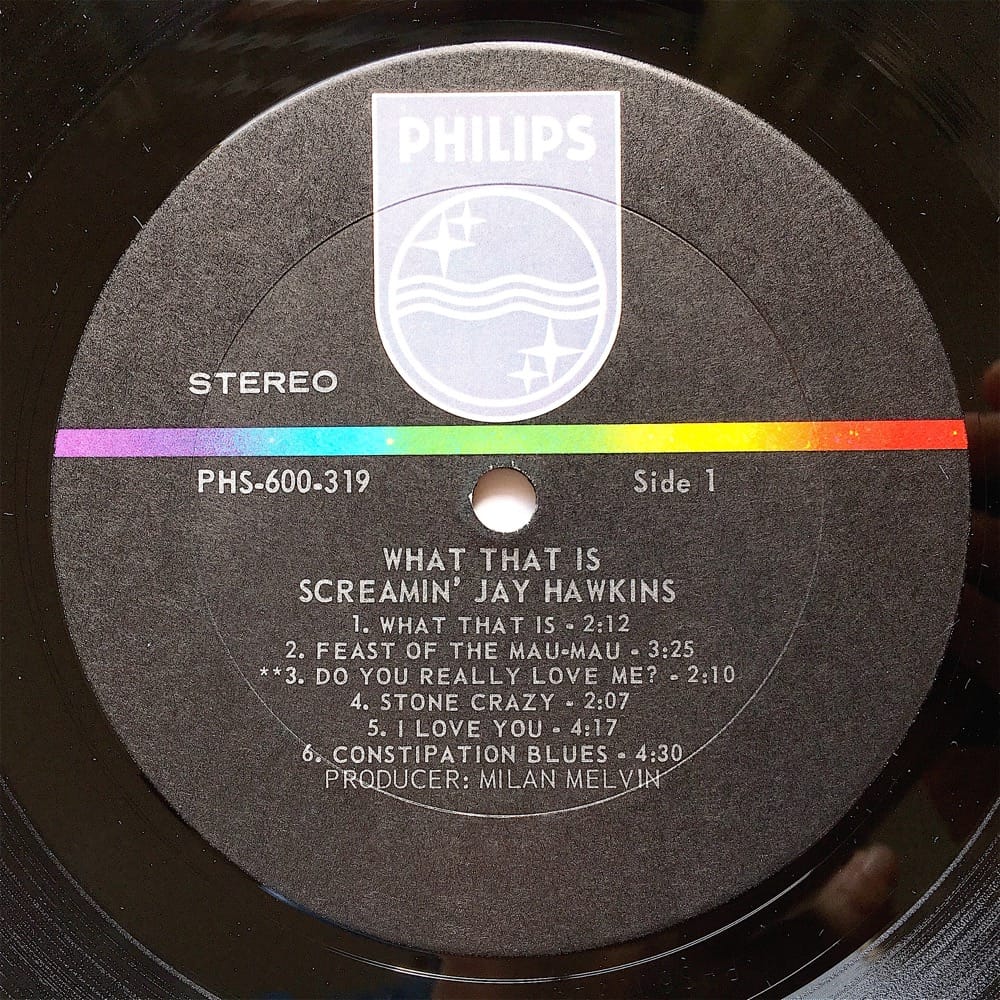 PHILIPS
STEREO
PHS-600-319 Side 1
WHAT THAT IS
SCREAMIN' JAY HAWKINS
1. WHAT THAT IS - 2:12
2. FEAST OF THE MAU-MAU - 3:25
**3. DO YOU REALLY LOVE ME? - 2:10
4. STONE CRAZY - 2:07
5. I LOVE YOU - 4:17
6. CONSTIPATION BLUES - 4:30
PRODUCER: MILAN MELVIN